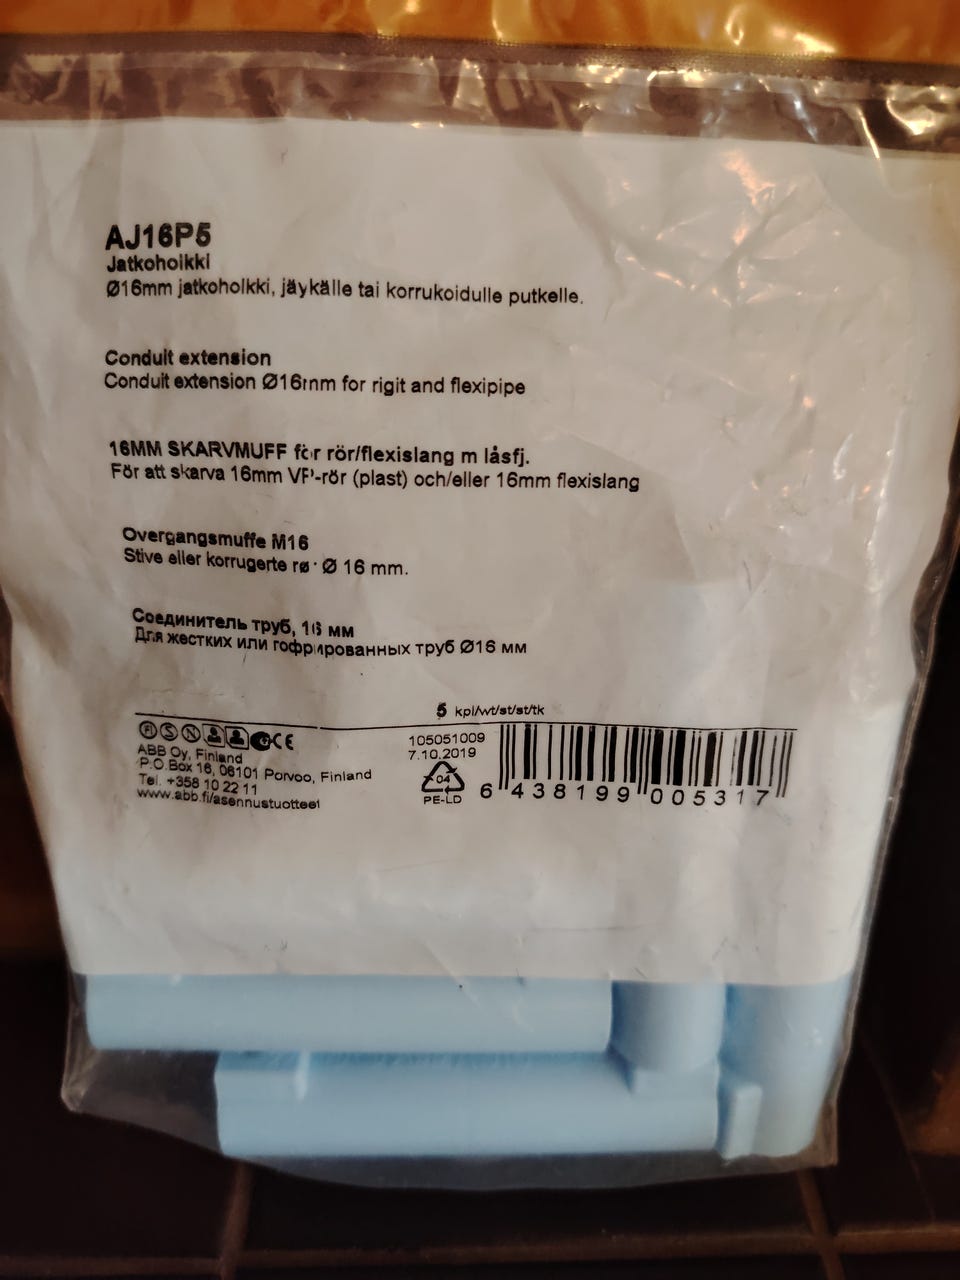 AJ16P5
Jatkoholkki
Ø16mm jatkoholkki, jäykälle tai korrukoidulle putkelle.
Conduit extension
Conduit extension Ø16mm for rigit and flexipipe
16MM SKARVMUFF för rör/flexislang m låsfj.
För att skarva 16mm VP-rör (plast) och/eller 16mm flexislang
Overgangsmuffe M16
Stive eller korrugerte rør Ø 16 mm.
Соединитель труб, 16 мм
Для жестких или гофрированных труб Ø16 мм
5 kpl/wt/st/st/tk
FI S N CE
ABB Oy, Finland
P.O.Box 16, 06101 Porvoo, Finland
Tel. +358 10 22 11
www.abb.fi/asennustuotteet
105051009
7.10.2019
04
PE-LD
6 438199 005317